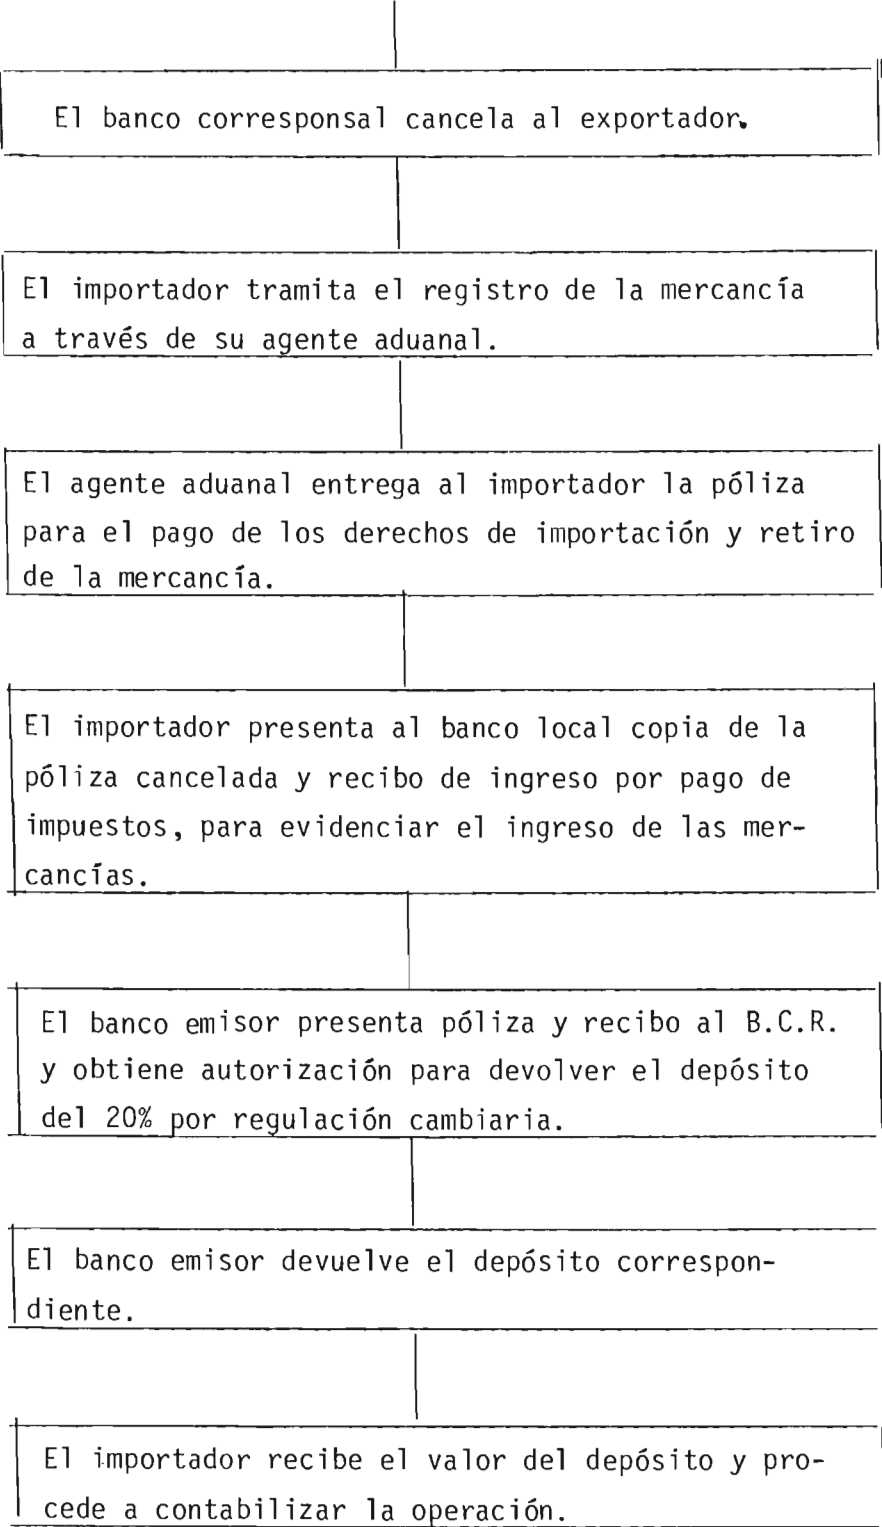 El banco corresponsal cancela al exportador.
El importador tramita el registro de la mercancía
a través de su agente aduanal.
El agente aduanal entrega al importador la póliza
para el pago de los derechos de importación y retiro
de la mercancía.
El importador presenta al banco local copia de la
póliza cancelada y recibo de ingreso por pago de
impuestos, para evidenciar el ingreso de las mer-
cancías.
El banco emisor presenta póliza y recibo al B.C.R.
y obtiene autorización para devolver el depósito
del 20% por regulación cambiaria.
El banco emisor devuelve el depósito correspon-
diente.
El importador recibe el valor del depósito y pro-
cede a contabilizar la operación.